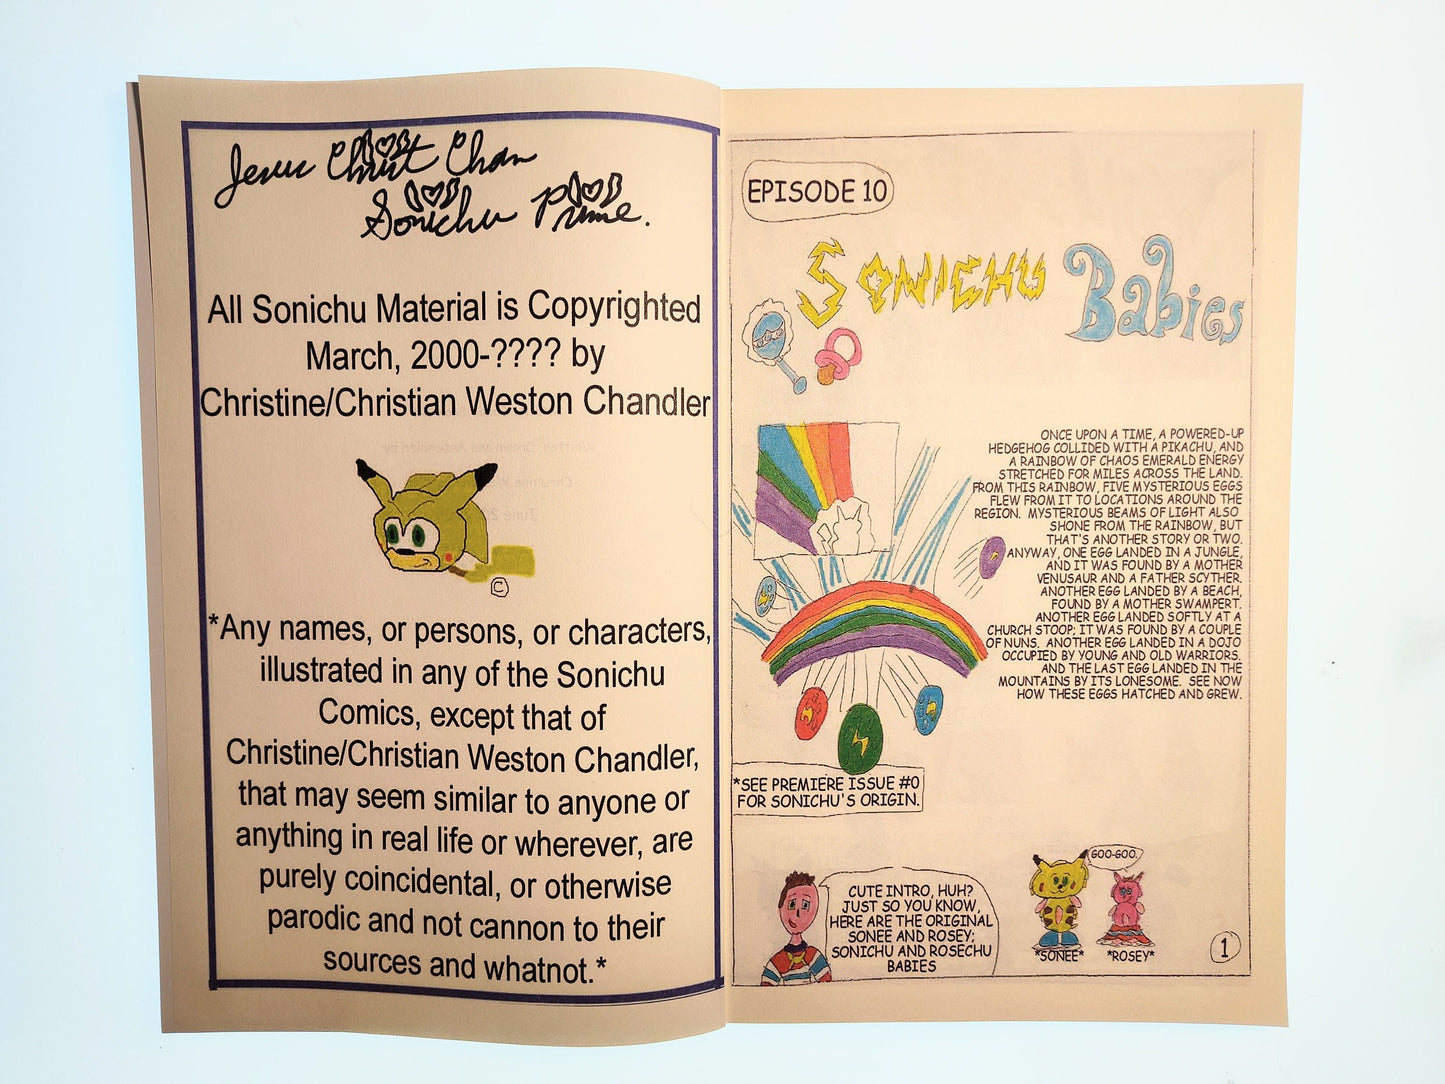 Jesus Christ Chan
Sonichu Prime.
All Sonichu Material is Copyrighted
March, 2000-???? by
Christine/Christian Weston Chandler
©
*Any names, or persons, or characters,
illustrated in any of the Sonichu
Comics, except that of
Christine/Christian Weston Chandler,
that may seem similar to anyone or
anything in real life or wherever, are
purely coincidental, or otherwise
parodic and not cannon to their
sources and whatnot.*
EPISODE 10
SONICHU Babies
ONCE UPON A TIME, A POWERED-UP
HEDGEHOG COLLIDED WITH A PIKACHU, AND
A RAINBOW OF CHAOS EMERALD ENERGY
STRETCHED FOR MILES ACROSS THE LAND.
FROM THIS RAINBOW, FIVE MYSTERIOUS EGGS
FLEW FROM IT TO LOCATIONS AROUND THE
REGION. MYSTERIOUS BEAMS OF LIGHT ALSO
SHONE FROM THE RAINBOW, BUT
THAT'S ANOTHER STORY OR TWO.
ANYWAY, ONE EGG LANDED IN A JUNGLE,
AND IT WAS FOUND BY A MOTHER
VENUSAUR AND A FATHER SCYTHER.
ANOTHER EGG LANDED BY A BEACH,
FOUND BY A MOTHER SWAMPERT.
ANOTHER EGG LANDED SOFTLY AT A
CHURCH STOOP; IT WAS FOUND BY A COUPLE
OF NUNS. ANOTHER EGG LANDED IN A DOJO
OCCUPIED BY YOUNG AND OLD WARRIORS.
AND THE LAST EGG LANDED IN THE
MOUNTAINS BY ITS LONESOME. SEE NOW
HOW THESE EGGS HATCHED AND GREW.
*SEE PREMIERE ISSUE #0
FOR SONICHU'S ORIGIN.
CUTE INTRO, HUH?
JUST SO YOU KNOW,
HERE ARE THE ORIGINAL
SONEE AND ROSEY;
SONICHU AND ROSECHU
BABIES
GOO-GOO.
*SONEE*
*ROSEY*
1